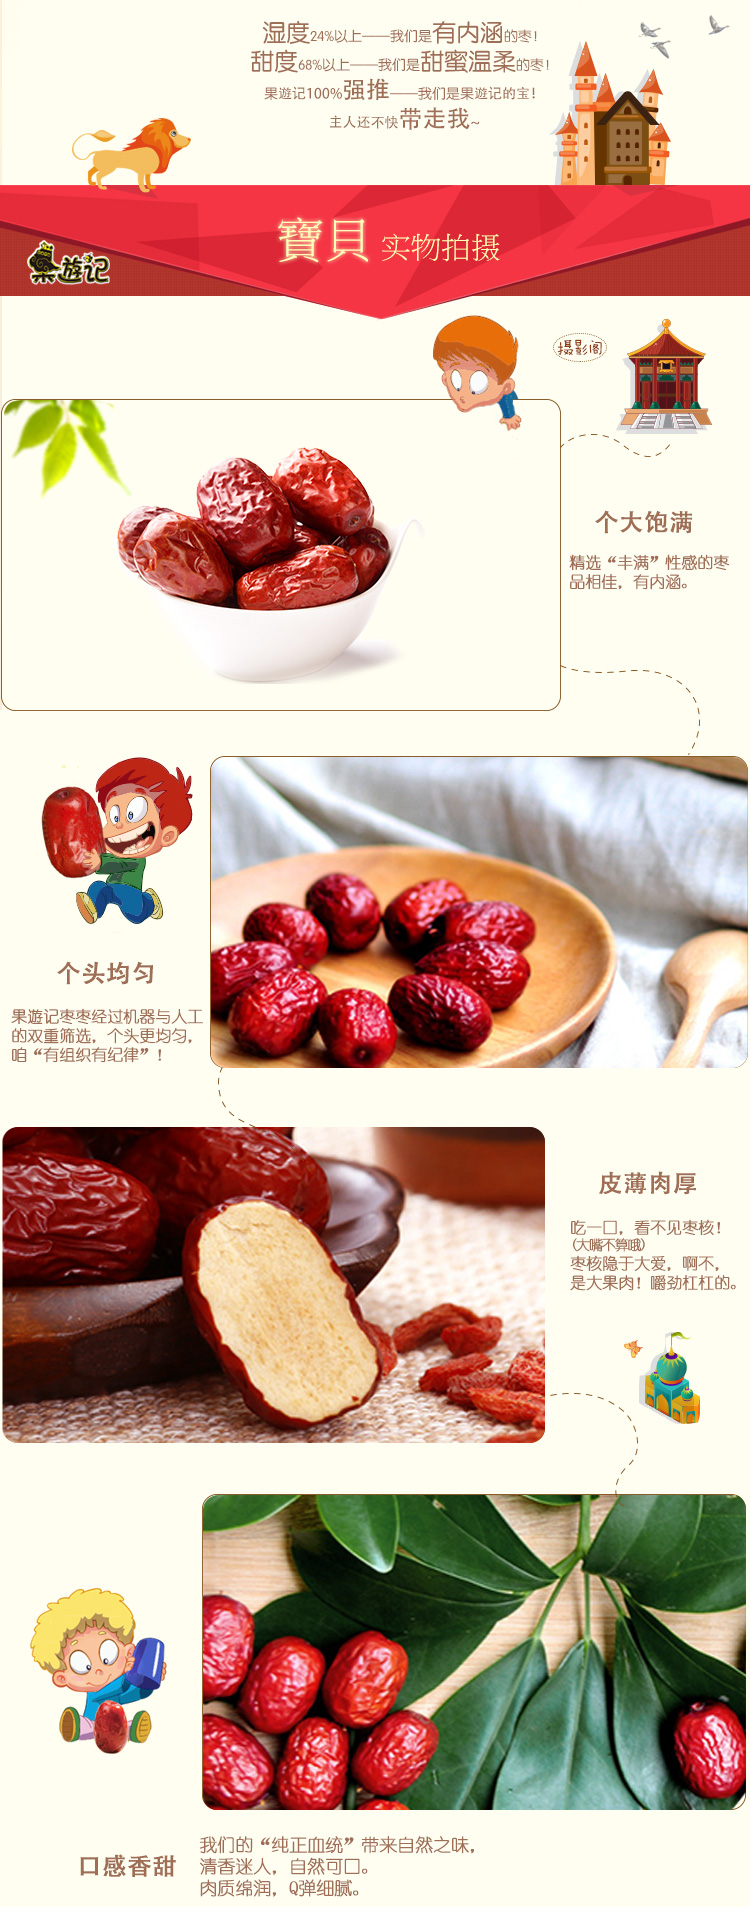 湿度24%以上——我们是有内涵的枣!
甜度68%以上——我们是甜蜜温柔的枣!
果遊记100%强推——我们是果遊记的宝!
主人还不快带走我~
寶貝 实物拍摄
果遊记
摄影阁
个大饱满
精选“丰满”性感的枣
品相佳，有内涵。
个头均匀
果遊记枣枣经过机器与人工
的双重筛选，个头更均匀，
咱“有组织有纪律”！
皮薄肉厚
吃一口，看不见枣核！
(大嘴不算哦)
枣核隐于大爱，啊不，
是大果肉！嚼劲杠杠的。
口感香甜
我们的“纯正血统”带来自然之味，
清香迷人，自然可口。
肉质绵润，Q弹细腻。